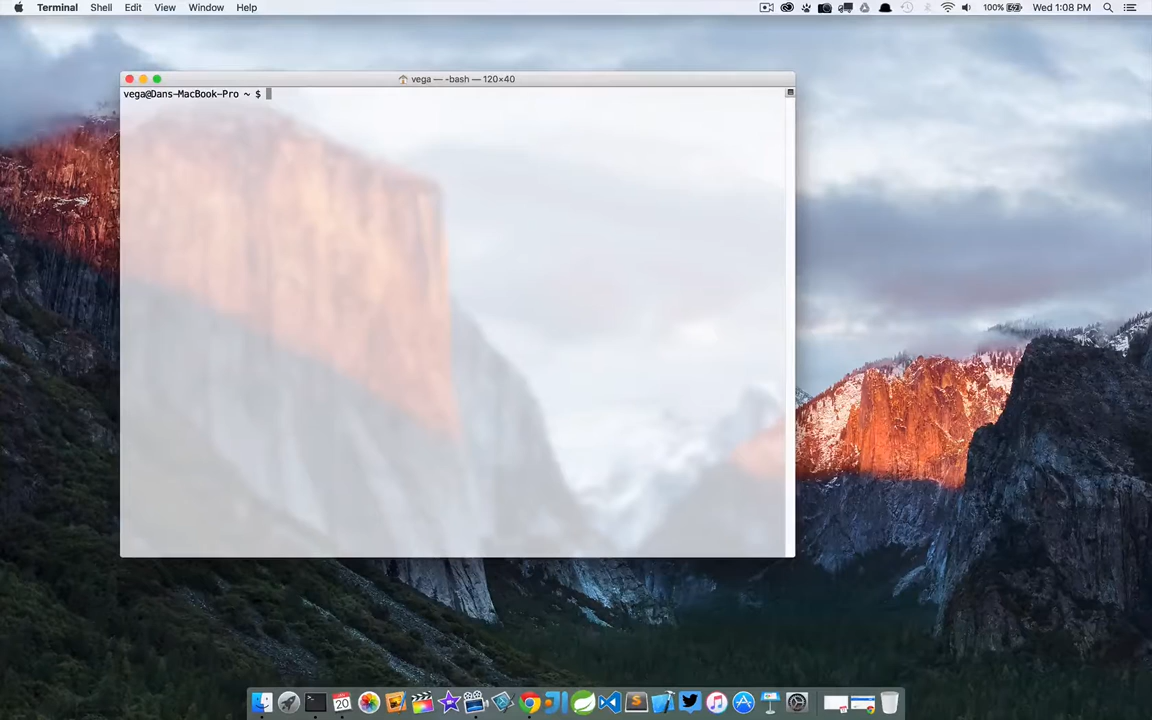 Terminal Shell Edit View Window Help 100% Wed 1:08 PM
vega — -bash — 120×40
vega@Dans-MacBook-Pro ~ $
20